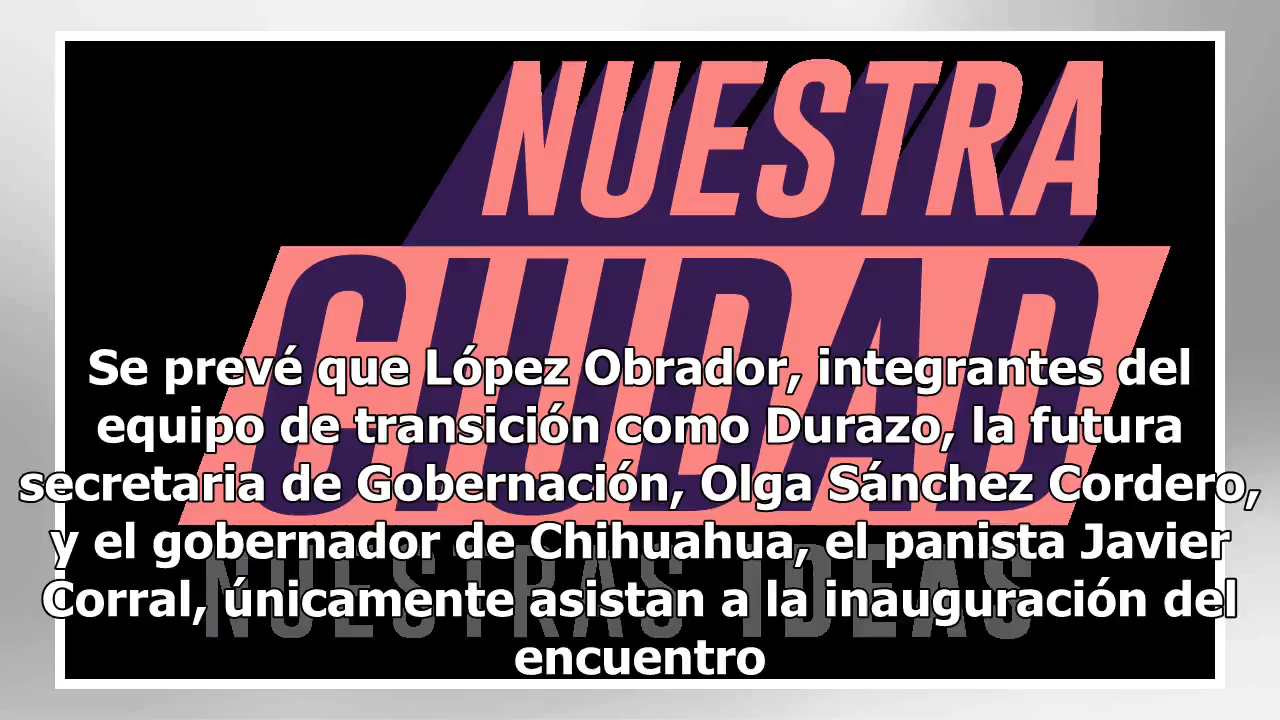 NUESTRA
CIUDAD
Se prevé que López Obrador, integrantes del
equipo de transición como Durazo, la futura
secretaria de Gobernación, Olga Sánchez Cordero,
y el gobernador de Chihuahua, el panista Javier
Corral, únicamente asistan a la inauguración del
encuentro
NUESTRAS IDEAS